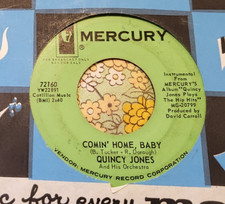 MERCURY
72160
YW22881
Cotillion Music
(BMI) 2:40
Instrumental
From
MERCURY'S
Album "Quincy
Jones Plays
The Hip Hits"
MG-20799
Produced by
David Carroll
COMIN' HOME, BABY
(B. Tucker - R. Dorough)
QUINCY JONES
And His Orchestra
VENDOR: MERCURY RECORD CORPORATION
c for every